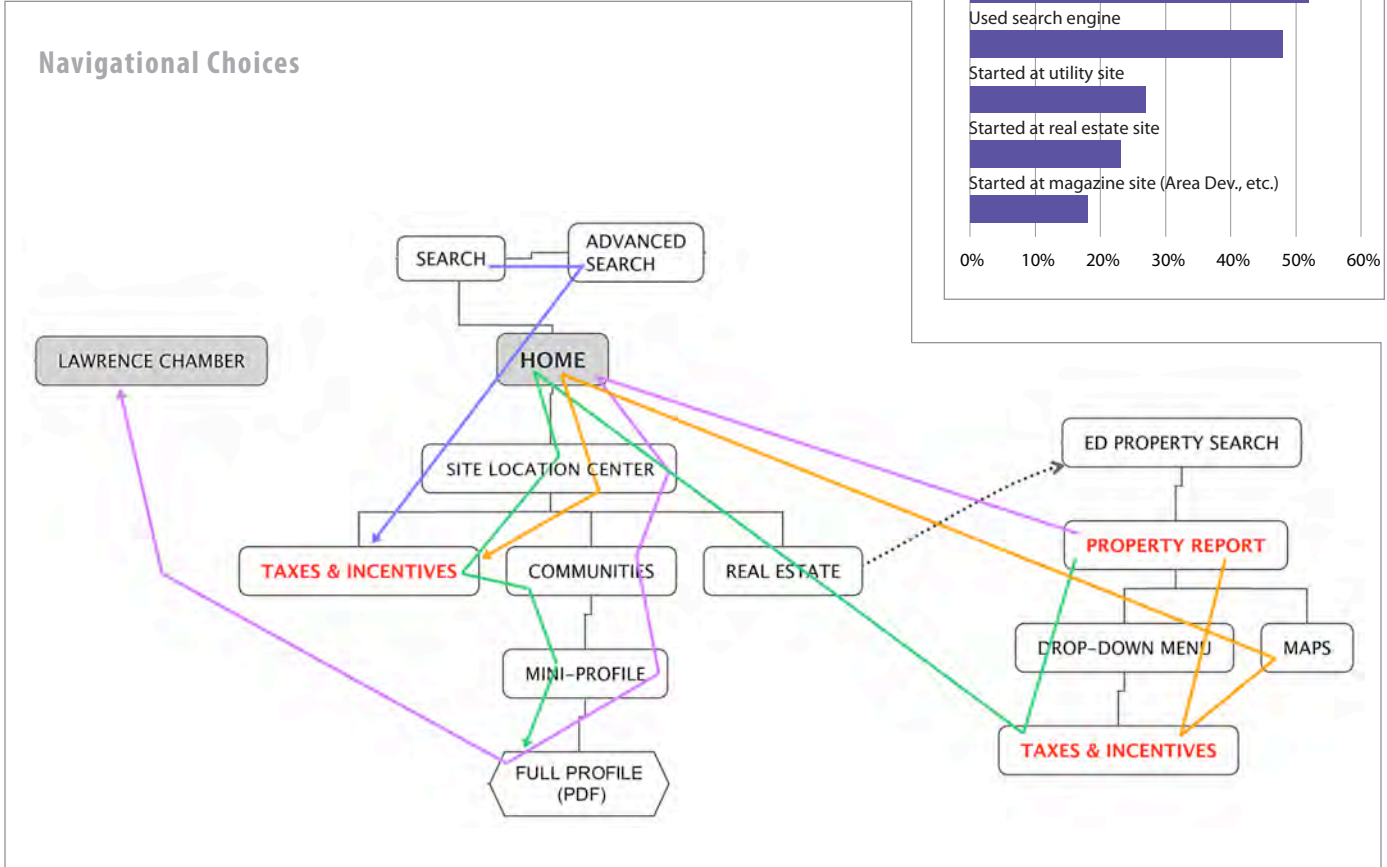 Navigational Choices
Used search engine
Started at utility site
Started at real estate site
Started at magazine site (Area Dev., etc.)
0% 10% 20% 30% 40% 50% 60%
SEARCH
ADVANCED
SEARCH
LAWRENCE CHAMBER
HOME
SITE LOCATION CENTER
TAXES & INCENTIVES
COMMUNITIES
REAL ESTATE
MINI-PROFILE
FULL PROFILE
(PDF)
ED PROPERTY SEARCH
PROPERTY REPORT
DROP-DOWN MENU
MAPS
TAXES & INCENTIVES